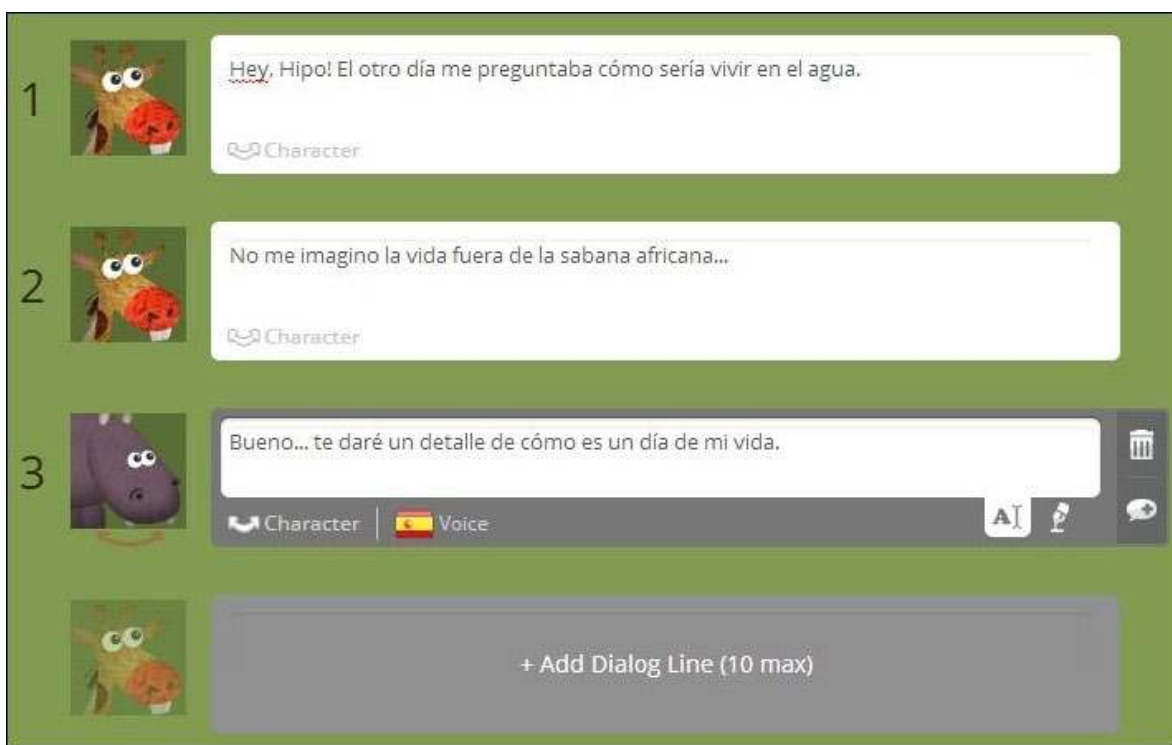 1
Hey, Hipo! El otro día me preguntaba cómo sería vivir en el agua.
Character
2
No me imagino la vida fuera de la sabana africana...
Character
3
Bueno... te daré un detalle de cómo es un día de mi vida.
Character Voice A
+ Add Dialog Line (10 max)